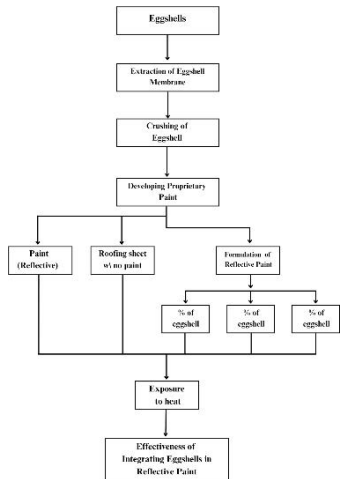 Eggshells
Extraction of Eggshell
Membrane
Crushing of
Eggshell
Developing Proprietary
Paint
Paint
(Reflective)
Roofing sheet
w\ no paint
Formulation of
Reflective Paint
% of
eggshell
% of
eggshell
% of
eggshell
Exposure
to heat
Effectiveness of
Integrating Eggshells in
Reflective Paint